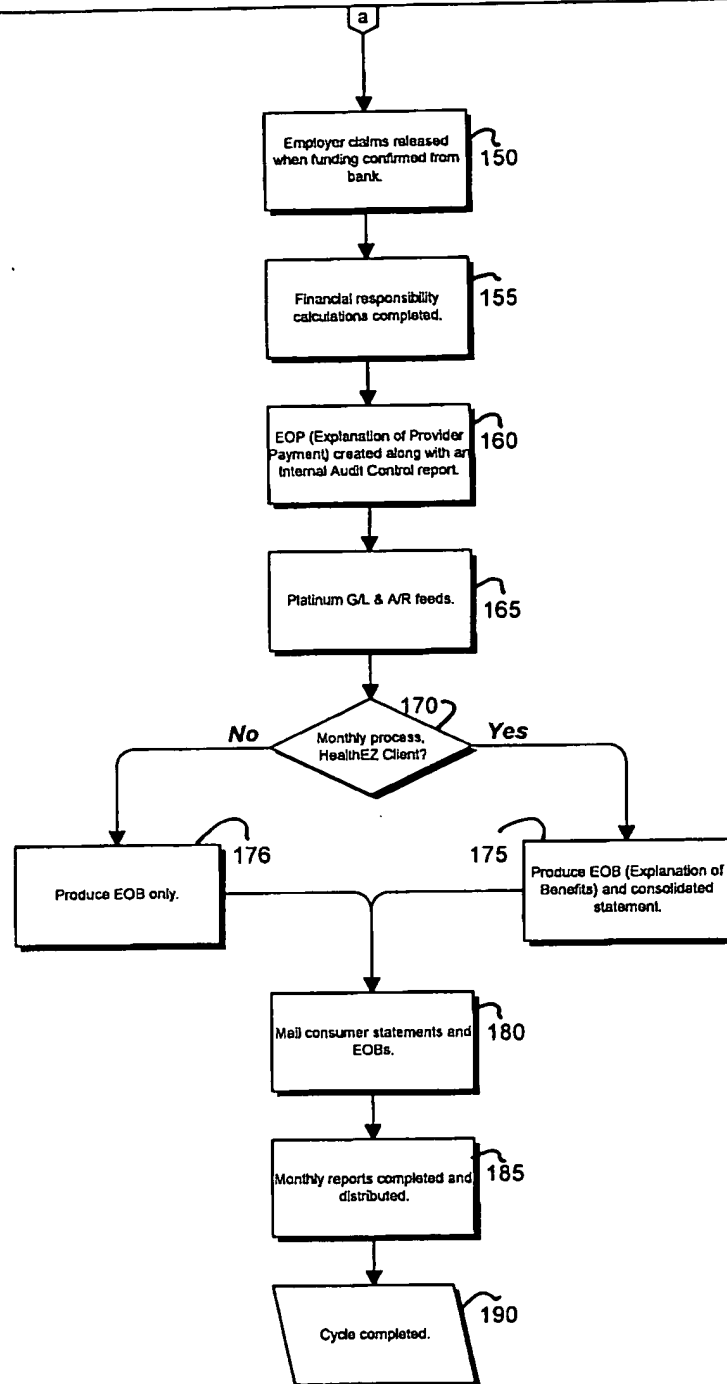 a
Employer claims released
when funding confirmed from
bank.
150
Financial responsibility
calculations completed.
155
EOP (Explanation of Provider
Payment) created along with an
Internal Audit Control report.
160
Platinum G/L & A/R feeds.
165
170
No
Monthly process,
HealthEZ Client?
Yes
176
Produce EOB only.
175
Produce EOB (Explanation of
Benefits) and consolidated
statement.
Mail consumer statements and
EOBs.
180
Monthly reports completed and
distributed.
185
Cycle completed.
190